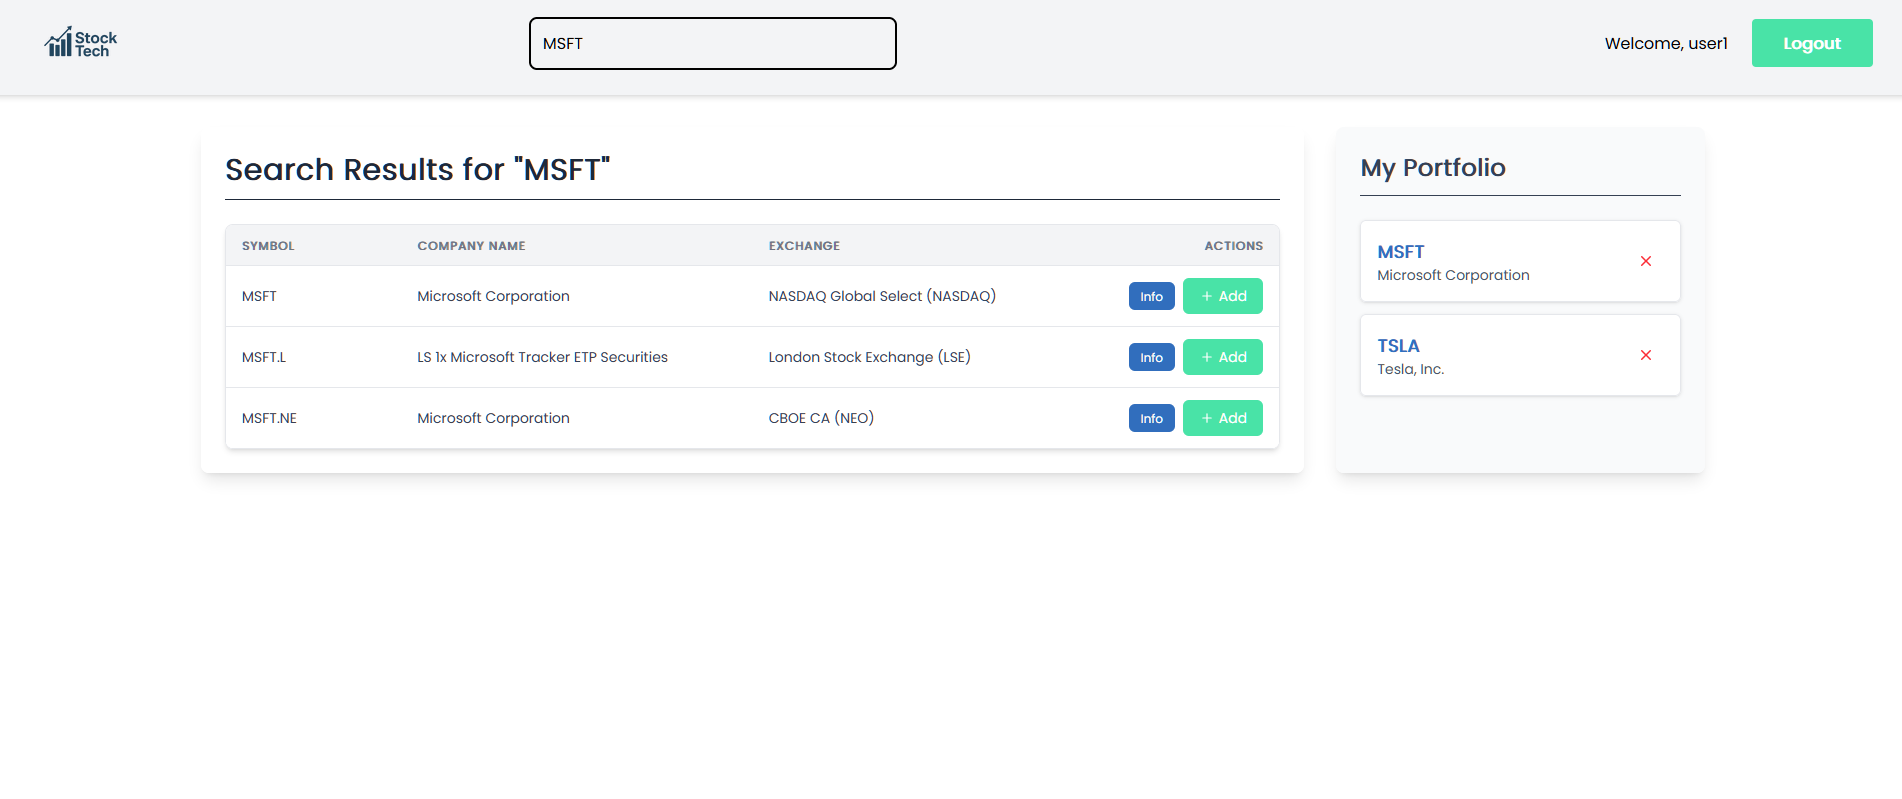 Stock
Tech
MSFT
Welcome, user1
Logout
Search Results for "MSFT"
SYMBOL COMPANY NAME EXCHANGE ACTIONS
MSFT Microsoft Corporation NASDAQ Global Select (NASDAQ) Info + Add
MSFT.L LS 1x Microsoft Tracker ETP Securities London Stock Exchange (LSE) Info + Add
MSFT.NE Microsoft Corporation CBOE CA (NEO) Info + Add
My Portfolio
MSFT
Microsoft Corporation
TSLA
Tesla, Inc.